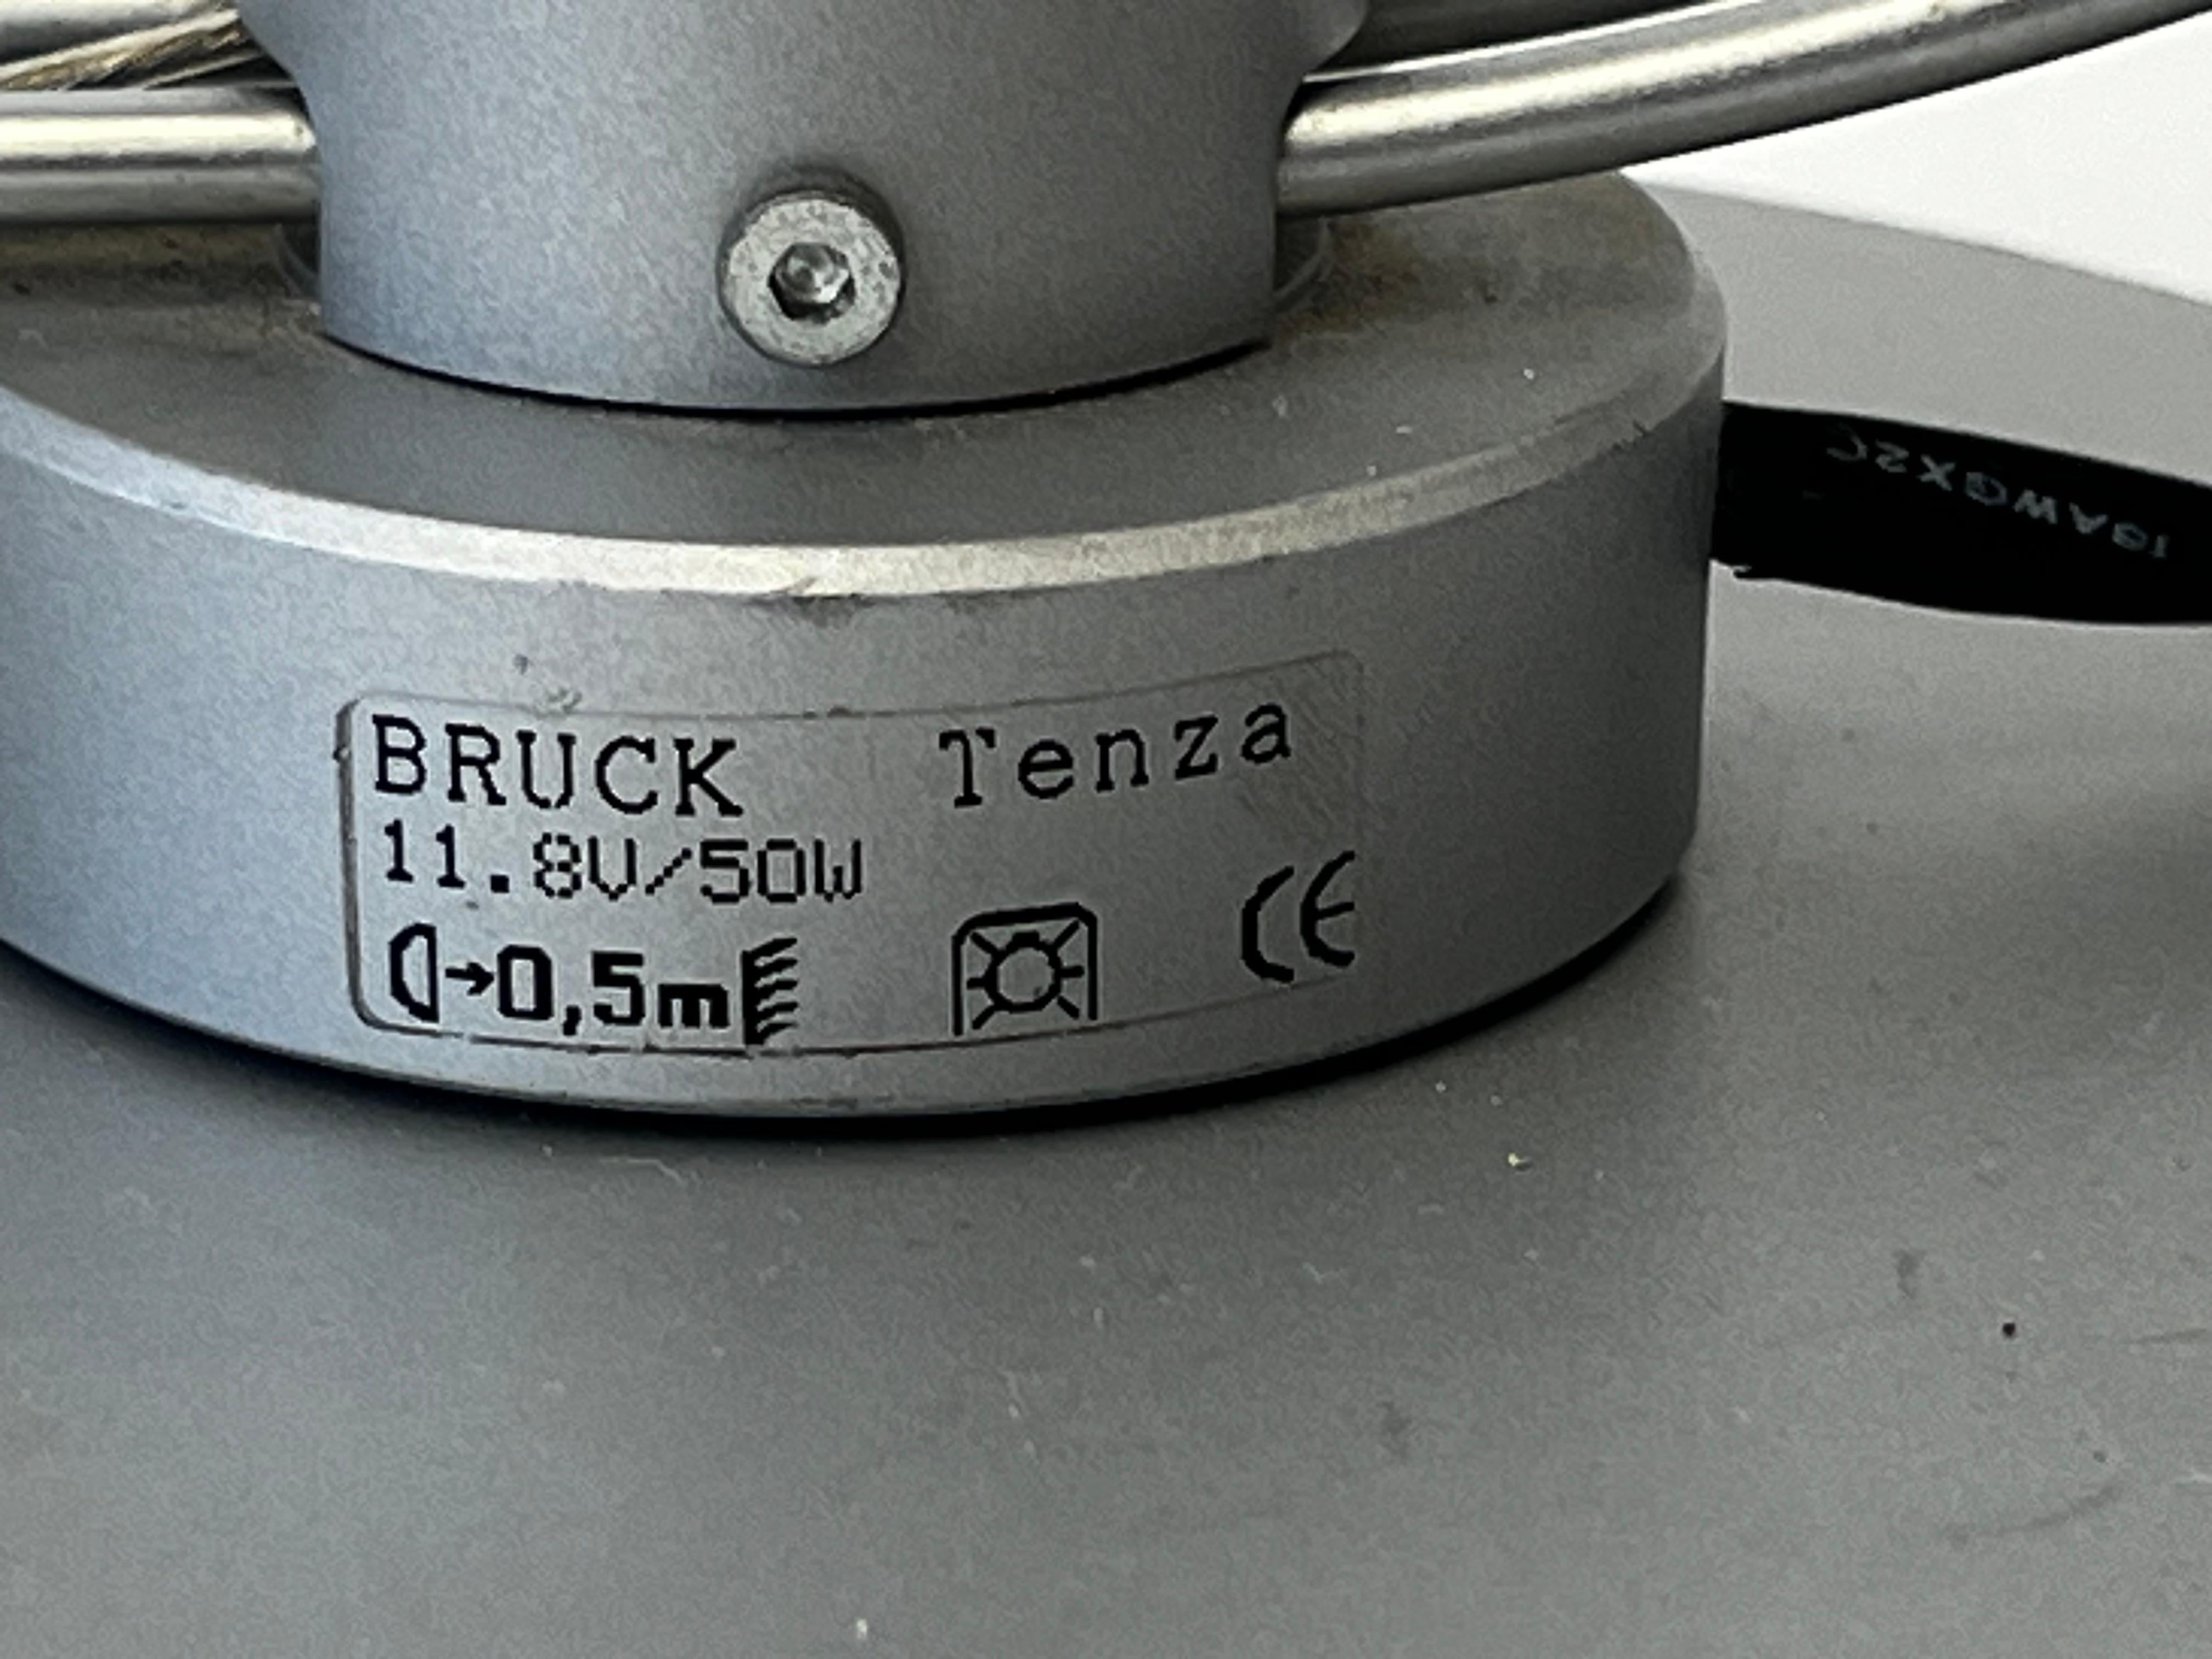 BRUCK Tenza
11.8V/50W
0,5m
CE
18AWGX2C